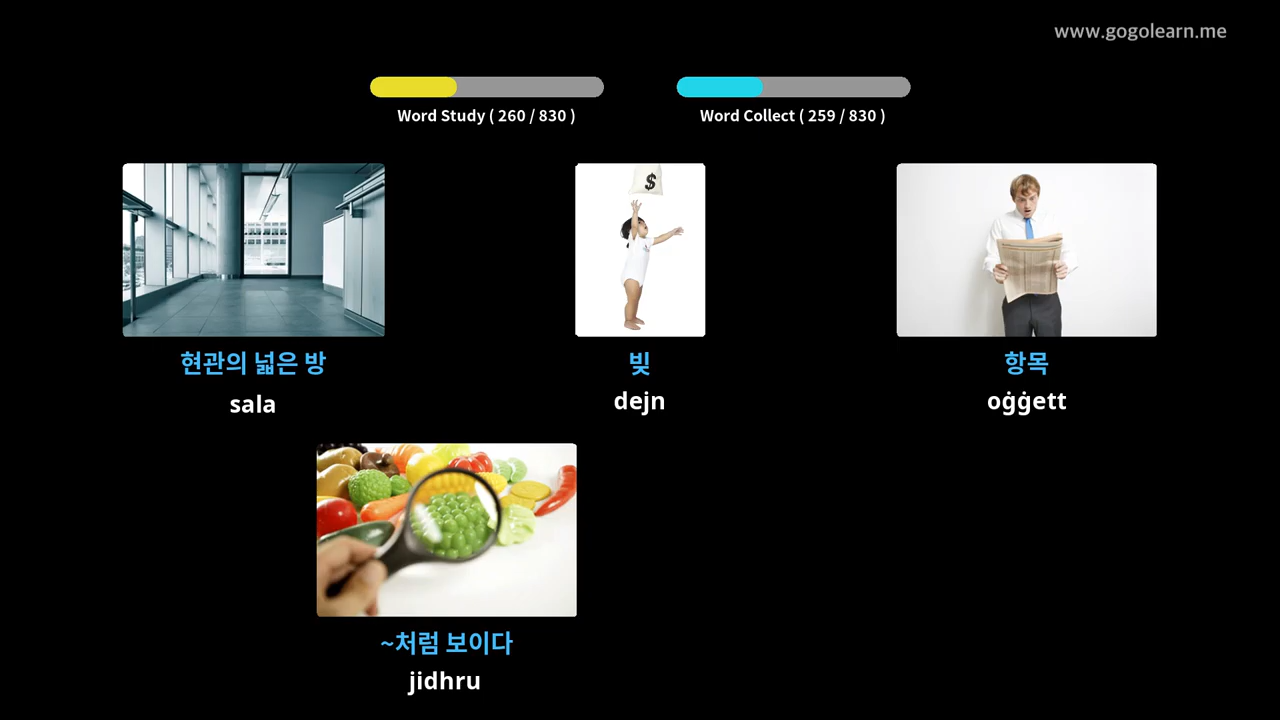 www.gogolearn.me
Word Study ( 260 / 830 )
Word Collect ( 259 / 830 )
$
현관의 넓은 방
sala
빚
dejn
항목
oġġett
~처럼 보이다
jidhru